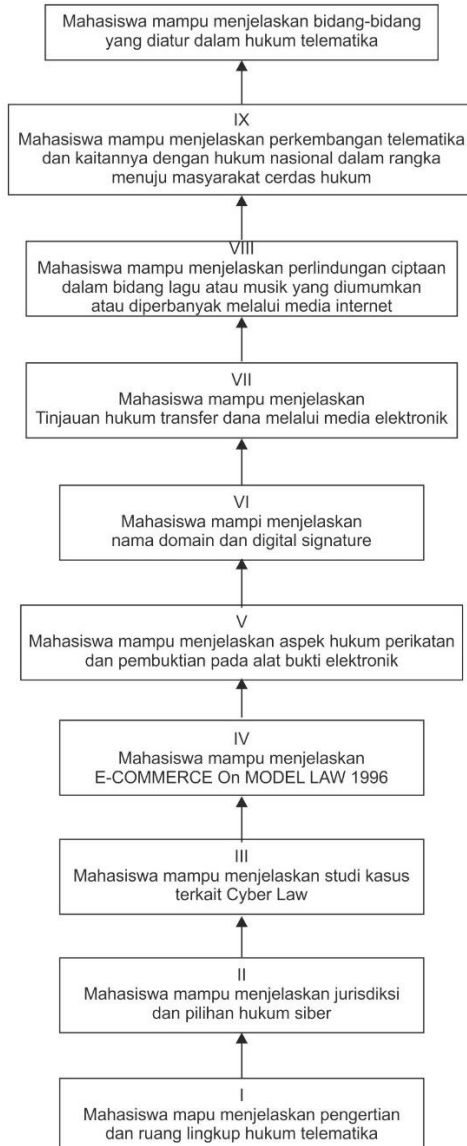 Mahasiswa mampu menjelaskan bidang-bidang
yang diatur dalam hukum telematika
IX
Mahasiswa mampu menjelaskan perkembangan telematika
dan kaitannya dengan hukum nasional dalam rangka
menuju masyarakat cerdas hukum
VIII
Mahasiswa mampu menjelaskan perlindungan ciptaan
dalam bidang lagu atau musik yang diumumkan
atau diperbanyak melalui media internet
VII
Mahasiswa mampu menjelaskan
Tinjauan hukum transfer dana melalui media elektronik
VI
Mahasiswa mampi menjelaskan
nama domain dan digital signature
V
Mahasiswa mampu menjelaskan aspek hukum perikatan
dan pembuktian pada alat bukti elektronik
IV
Mahasiswa mampu menjelaskan
E-COMMERCE On MODEL LAW 1996
III
Mahasiswa mampu menjelaskan studi kasus
terkait Cyber Law
II
Mahasiswa mampu menjelaskan jurisdiksi
dan pilihan hukum siber
I
Mahasiswa mapu menjelaskan pengertian
dan ruang lingkup hukum telematika